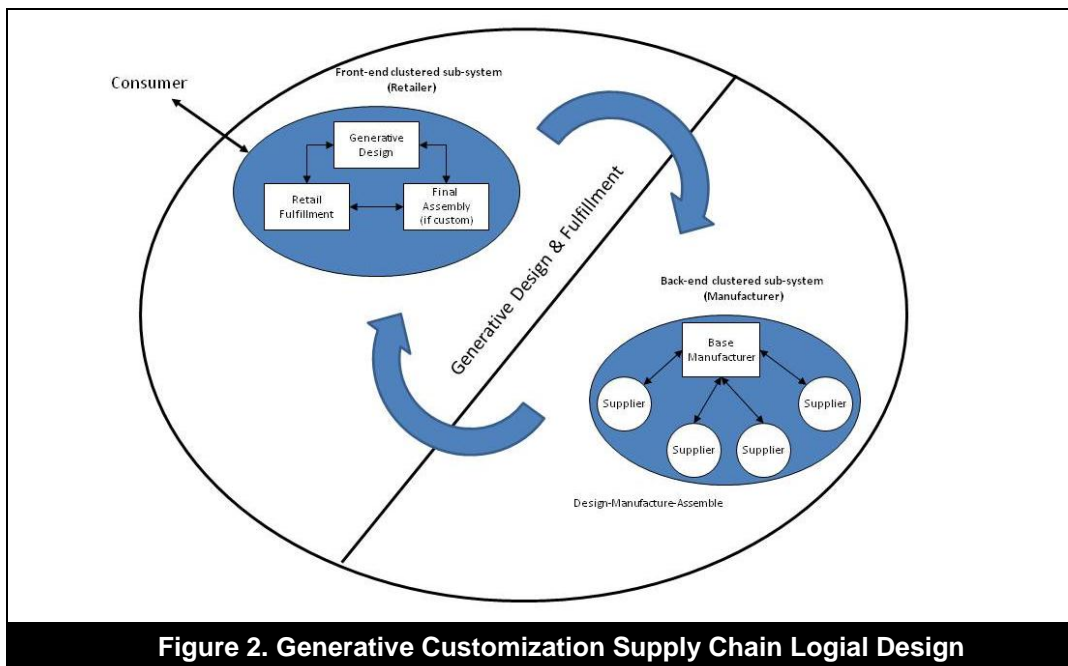 Consumer
Front-end clustered sub-system
(Retailer)
Generative
Design
Retail
Fulfillment
Final
Assembly
(if custom)
Generative Design & Fulfillment
Back-end clustered sub-system
(Manufacturer)
Base
Manufacturer
Supplier
Supplier
Supplier
Supplier
Design-Manufacture-Assemble
Figure 2. Generative Customization Supply Chain Logial Design